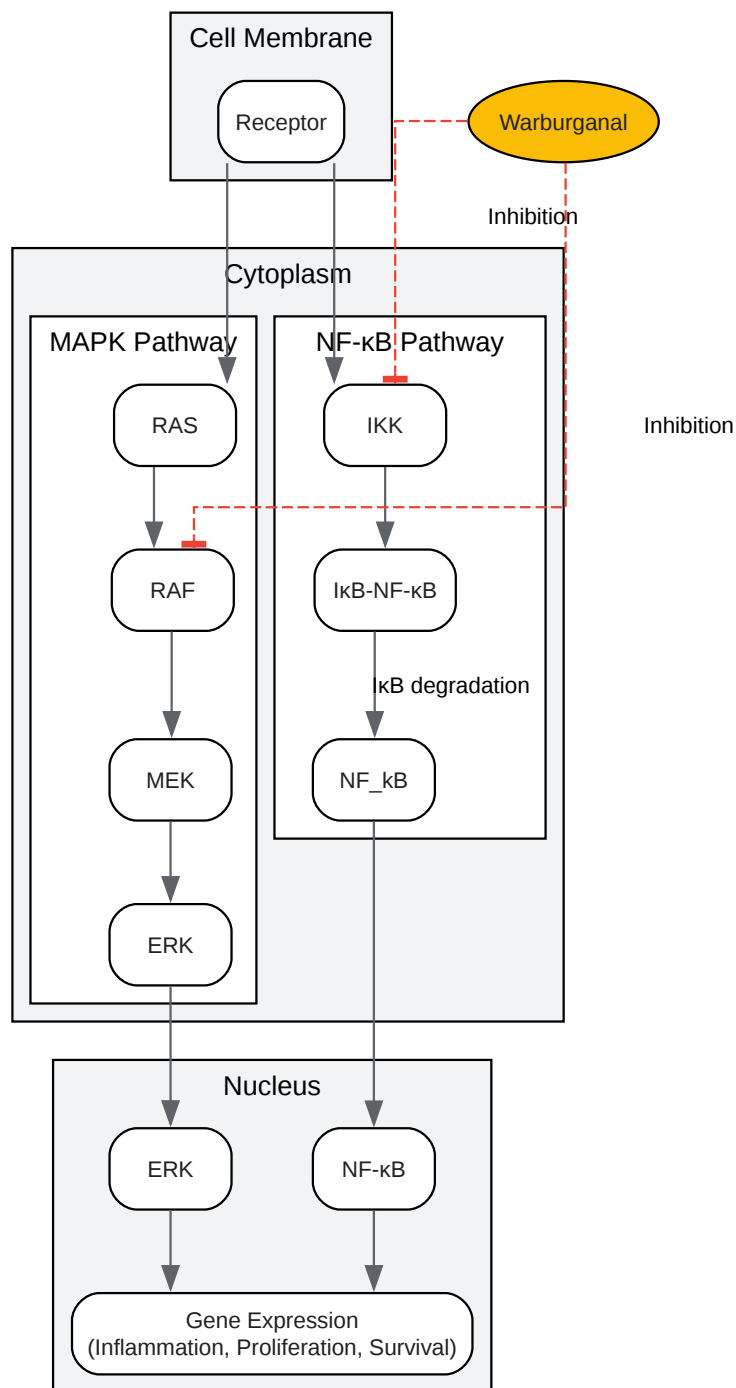 Cell Membrane
Receptor
Warburganal
Inhibition
Cytoplasm
MAPK Pathway
NF-κB Pathway
RAS
IKK
Inhibition
RAF
IκB-NF-κB
IκB degradation
MEK
NF_kB
ERK
Nucleus
ERK
NF-κB
Gene Expression
(Inflammation, Proliferation, Survival)